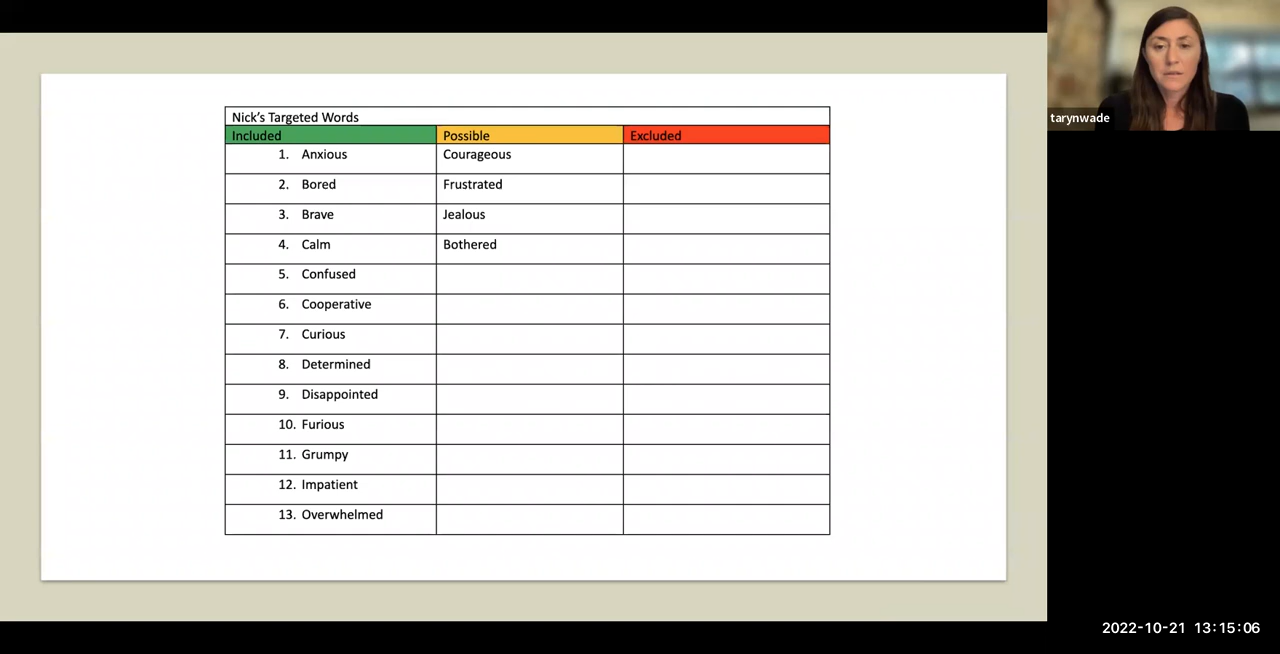 Nick's Targeted Words
Included Possible Excluded
1. Anxious Courageous
2. Bored Frustrated
3. Brave Jealous
4. Calm Bothered
5. Confused
6. Cooperative
7. Curious
8. Determined
9. Disappointed
10. Furious
11. Grumpy
12. Impatient
13. Overwhelmed
tarynwade
2022-10-21 13:15:06